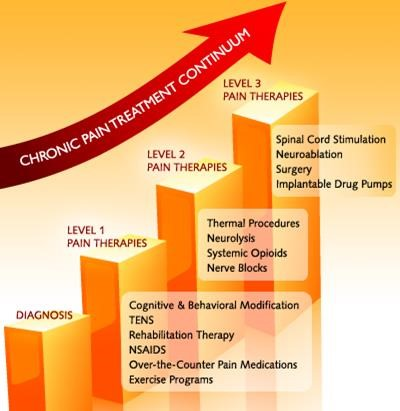 CHRONIC PAIN TREATMENT CONTINUUM
LEVEL 3
PAIN THERAPIES
Spinal Cord Stimulation
Neuroablation
Surgery
Implantable Drug Pumps
LEVEL 2
PAIN THERAPIES
Thermal Procedures
Neurolysis
Systemic Opioids
Nerve Blocks
LEVEL 1
PAIN THERAPIES
Cognitive & Behavioral Modification
TENS
Rehabilitation Therapy
NSAIDS
Over-the-Counter Pain Medications
Exercise Programs
DIAGNOSIS